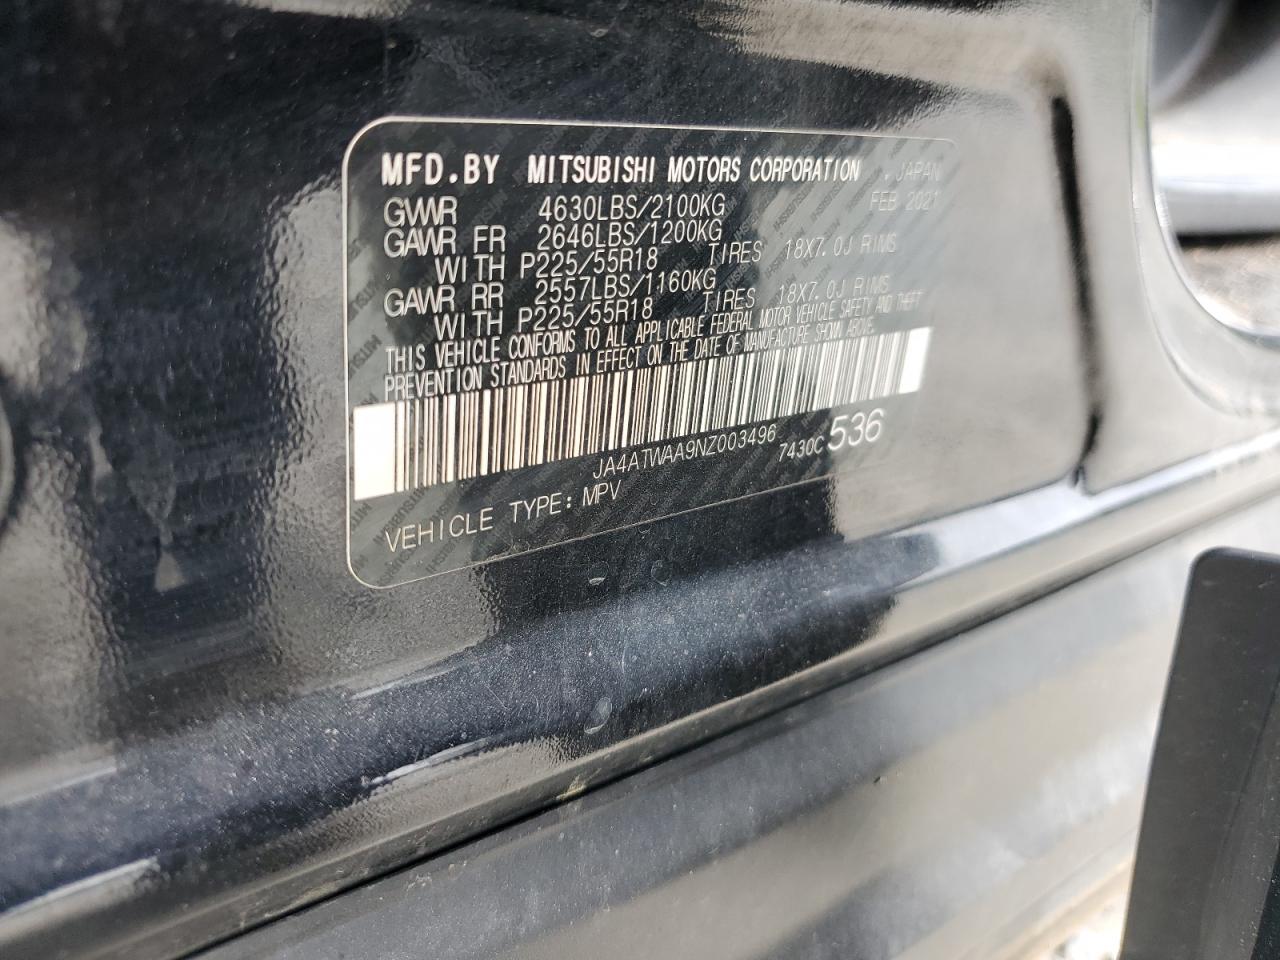 MFD.BY MITSUBISHI MOTORS CORPORATION , JAPAN
GVWR 4630LBS/2100KG FEB 2021
GAWR FR 2646LBS/1200KG
WITH P225/55R18 TIRES 18X7.0J RIMS
GAWR RR 2557LBS/1160KG
WITH P225/55R18 TIRES 18X7.0J RIMS
THIS VEHICLE CONFORMS TO ALL APPLICABLE FEDERAL MOTOR VEHICLE SAFETY AND THEFT
PREVENTION STANDARDS IN EFFECT ON THE DATE OF MANUFACTURE SHOWN ABOVE.
JA4ATWAA9NZ003496
7430C 536
VEHICLE TYPE: MPV